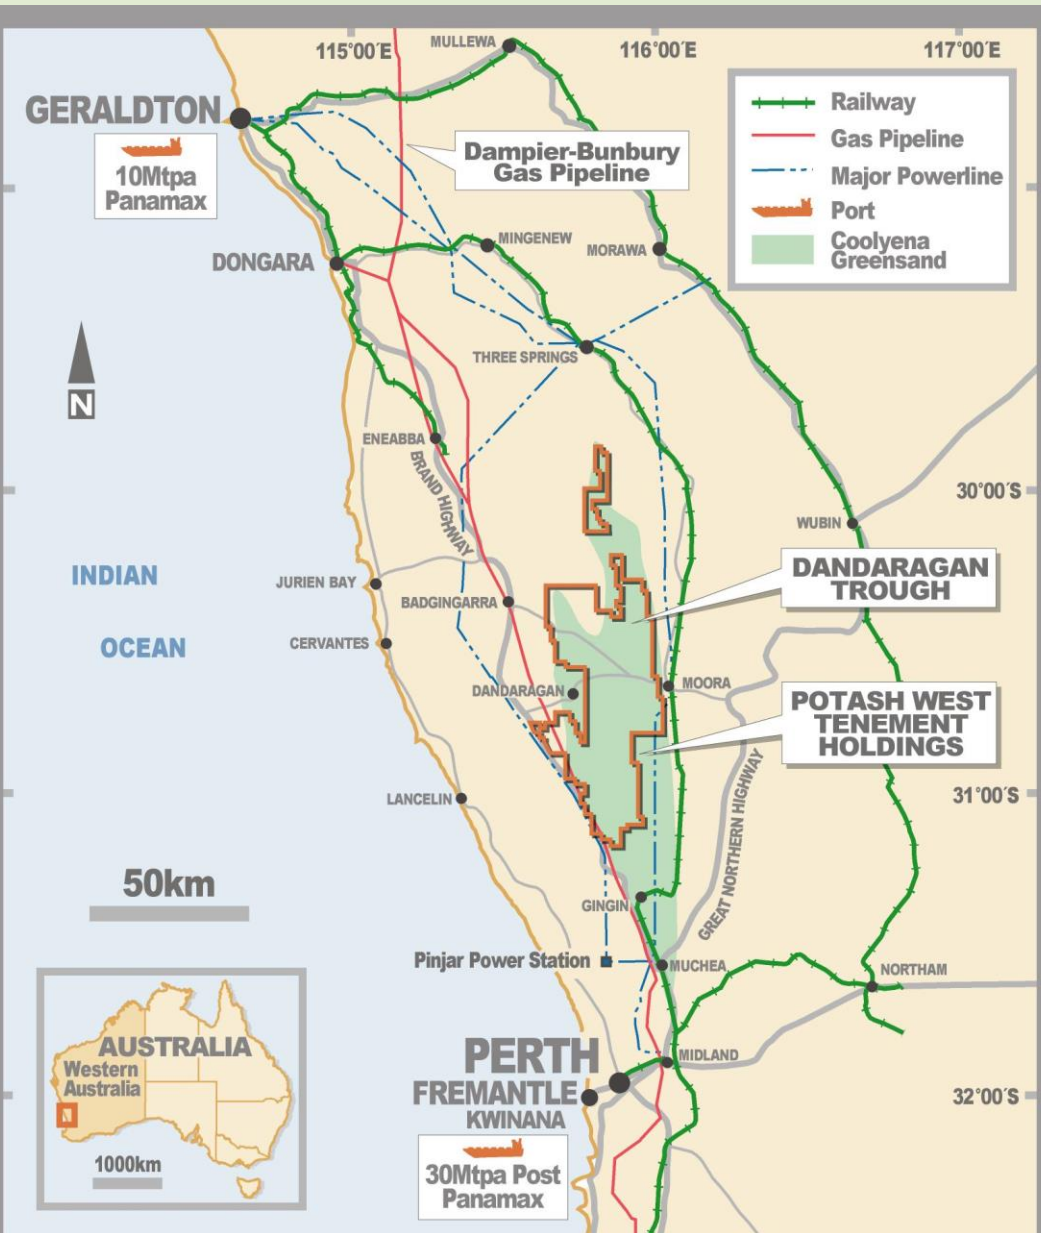 115°00´E
116°00´E
117°00´E
MULLEWA
GERALDTON
10Mtpa
Panamax
Dampier-Bunbury
Gas Pipeline
Railway
Gas Pipeline
Major Powerline
Port
Coolyena
Greensand
DONGARA
MINGENEW
MORAWA
N
THREE SPRINGS
ENEABBA
BRAND HIGHWAY
30°00´S
WUBIN
INDIAN
OCEAN
JURIEN BAY
BADGINGARRA
CERVANTES
DANDARAGAN
TROUGH
DANDARAGAN
MOORA
POTASH WEST
TENEMENT
HOLDINGS
LANCELIN
31°00´S
GREAT NORTHERN HIGHWAY
50km
GINGIN
Pinjar Power Station
MUCHEA
NORTHAM
AUSTRALIA
Western
Australia
1000km
PERTH
MIDLAND
FREMANTLE
KWINANA
32°00´S
30Mtpa Post
Panamax